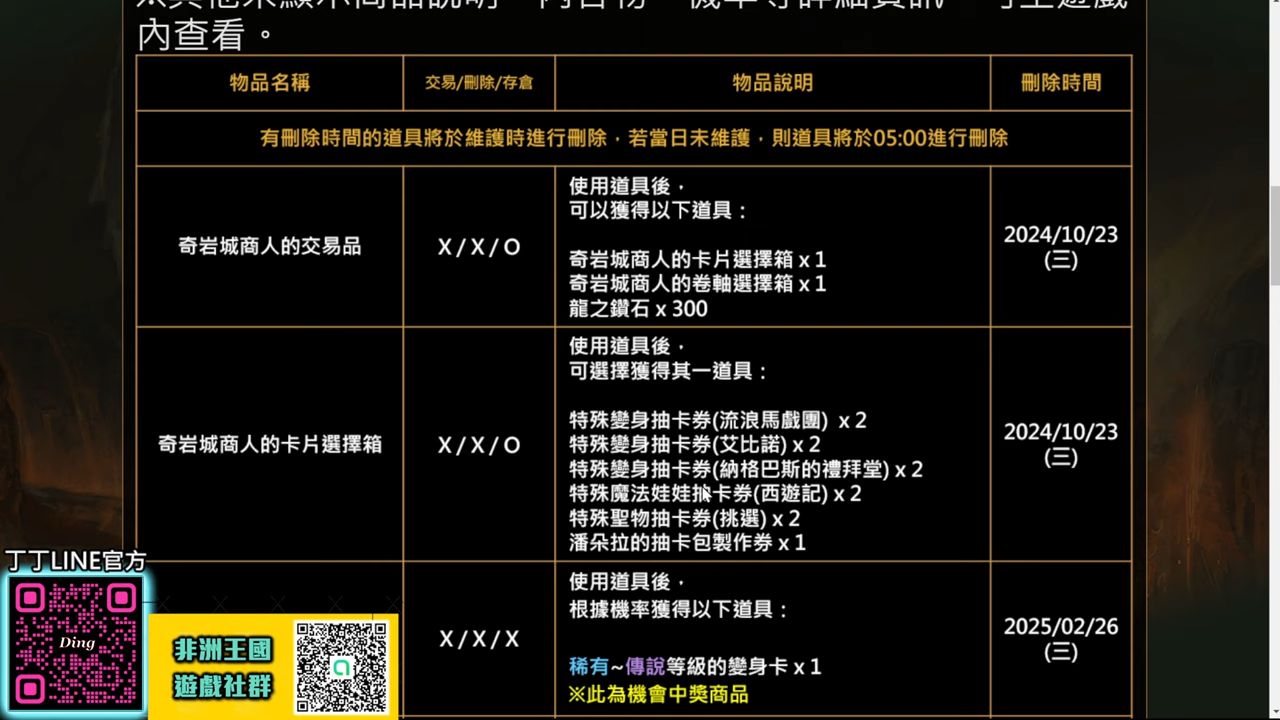 內查看。
物品名稱
交易/刪除/存倉
物品說明
刪除時間
有刪除時間的道具將於維護時進行刪除，若當日未維護，則道具將於05:00進行刪除
奇岩城商人的交易品
X / X / O
使用道具後，
可以獲得以下道具：
奇岩城商人的卡片選擇箱 x 1
奇岩城商人的卷軸選擇箱 x 1
龍之鑽石 x 300
2024/10/23
(三)
奇岩城商人的卡片選擇箱
X / X / O
使用道具後，
可選擇獲得其一道具：
特殊變身抽卡券(流浪馬戲團) x 2
特殊變身抽卡券(艾比諾) x 2
特殊變身抽卡券(納格巴斯的禮拜堂) x 2
特殊魔法娃娃抽卡券(西遊記) x 2
特殊聖物抽卡券(挑選) x 2
潘朵拉的抽卡包製作券 x 1
2024/10/23
(三)
X / X / X
使用道具後，
根據機率獲得以下道具：
稀有~傳說等級的變身卡 x 1
※此為機會中獎商品
2025/02/26
(三)
丁丁LINE官方
Ding
非洲王國
遊戲社群